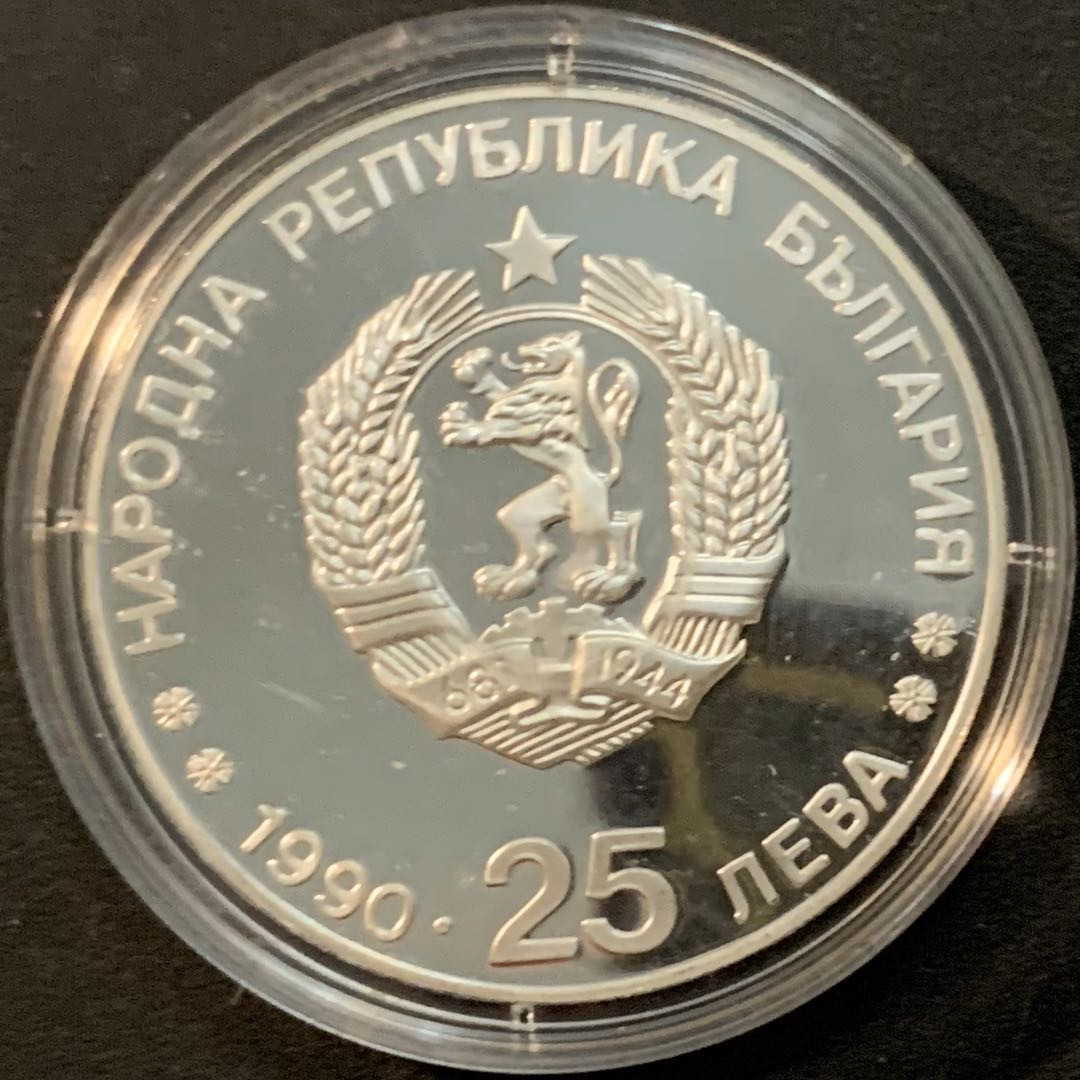 НАРОДНА РЕПУБЛИКА БЪЛГАРИЯ
681 1944
1990 · 25 ЛЕВА